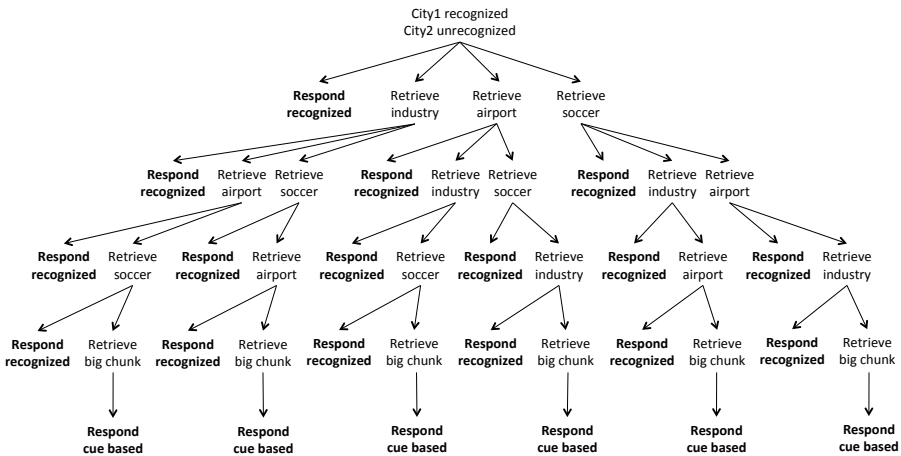 City1 recognized
City2 unrecognized
Respond Retrieve Retrieve Retrieve
recognized industry airport soccer
Respond Retrieve Retrieve Respond Retrieve Retrieve Respond Retrieve Retrieve
recognized airport soccer recognized industry soccer recognized industry airport
Respond Retrieve Respond Retrieve Respond Retrieve Respond Retrieve Respond Retrieve Respond Retrieve
recognized soccer recognized airport recognized soccer recognized industry recognized airport recognized industry
Respond Retrieve Respond Retrieve Respond Retrieve Respond Retrieve Respond Retrieve Respond Retrieve
recognized big chunk recognized big chunk recognized big chunk recognized big chunk recognized big chunk recognized big chunk
Respond Respond Respond Respond Respond Respond
cue based cue based cue based cue based cue based cue based